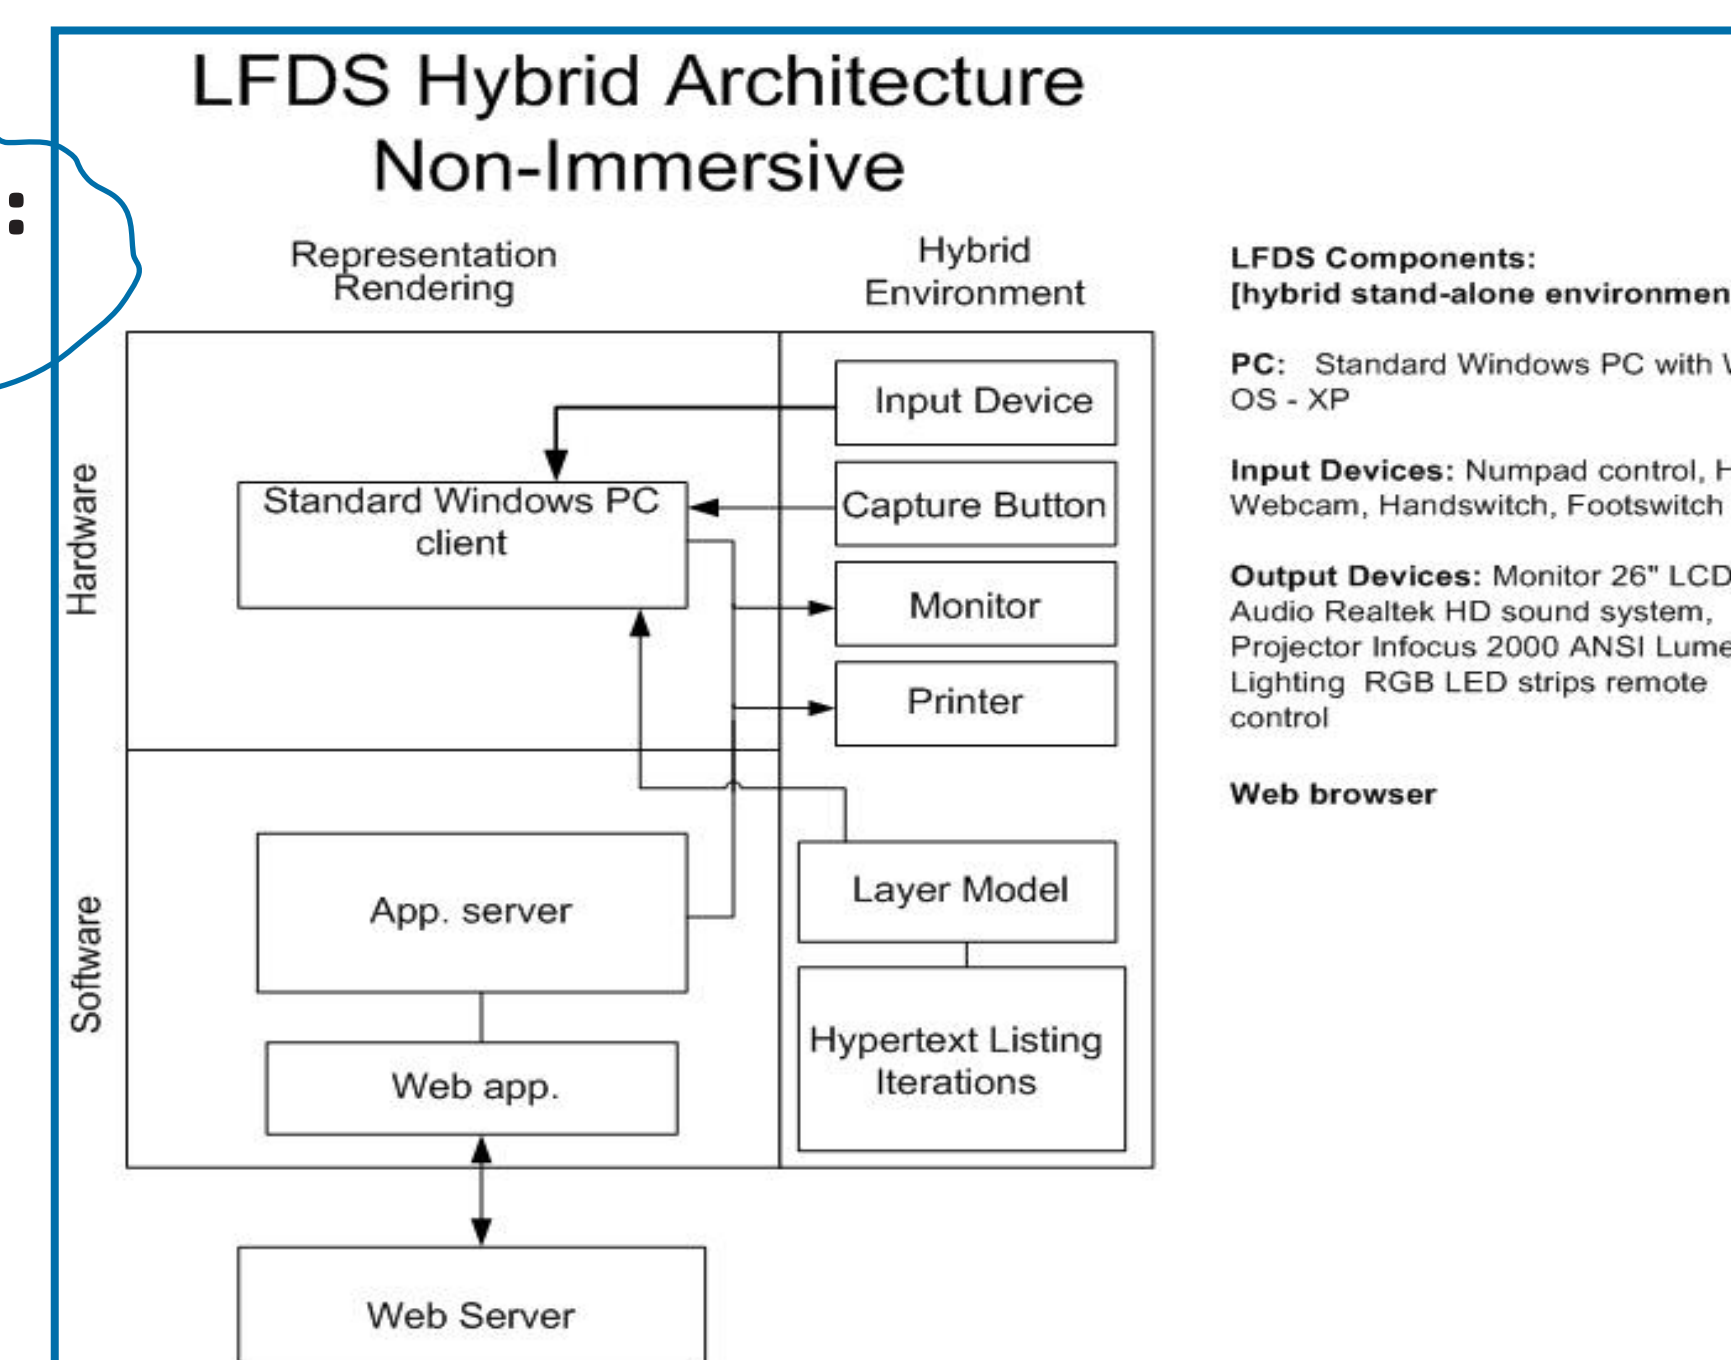 LFDS Hybrid Architecture
Non-Immersive
:
Representation
Rendering
Hybrid
Environment
Hardware
Input Device
Standard Windows PC
client
Capture Button
Monitor
Printer
Software
App. server
Layer Model
Web app.
Hypertext Listing
Iterations
Web Server
LFDS Components:
[hybrid stand-alone
PC: Standard Windows PC with
OS - XP
Input Devices: Numpad control,
Webcam, Handswitch, Footswitch
Output Devices: Monitor 26" LCD
Audio Realtek HD sound system,
Projector Infocus 2000 ANSI
Lighting RGB LED strips remote
control
Web browser